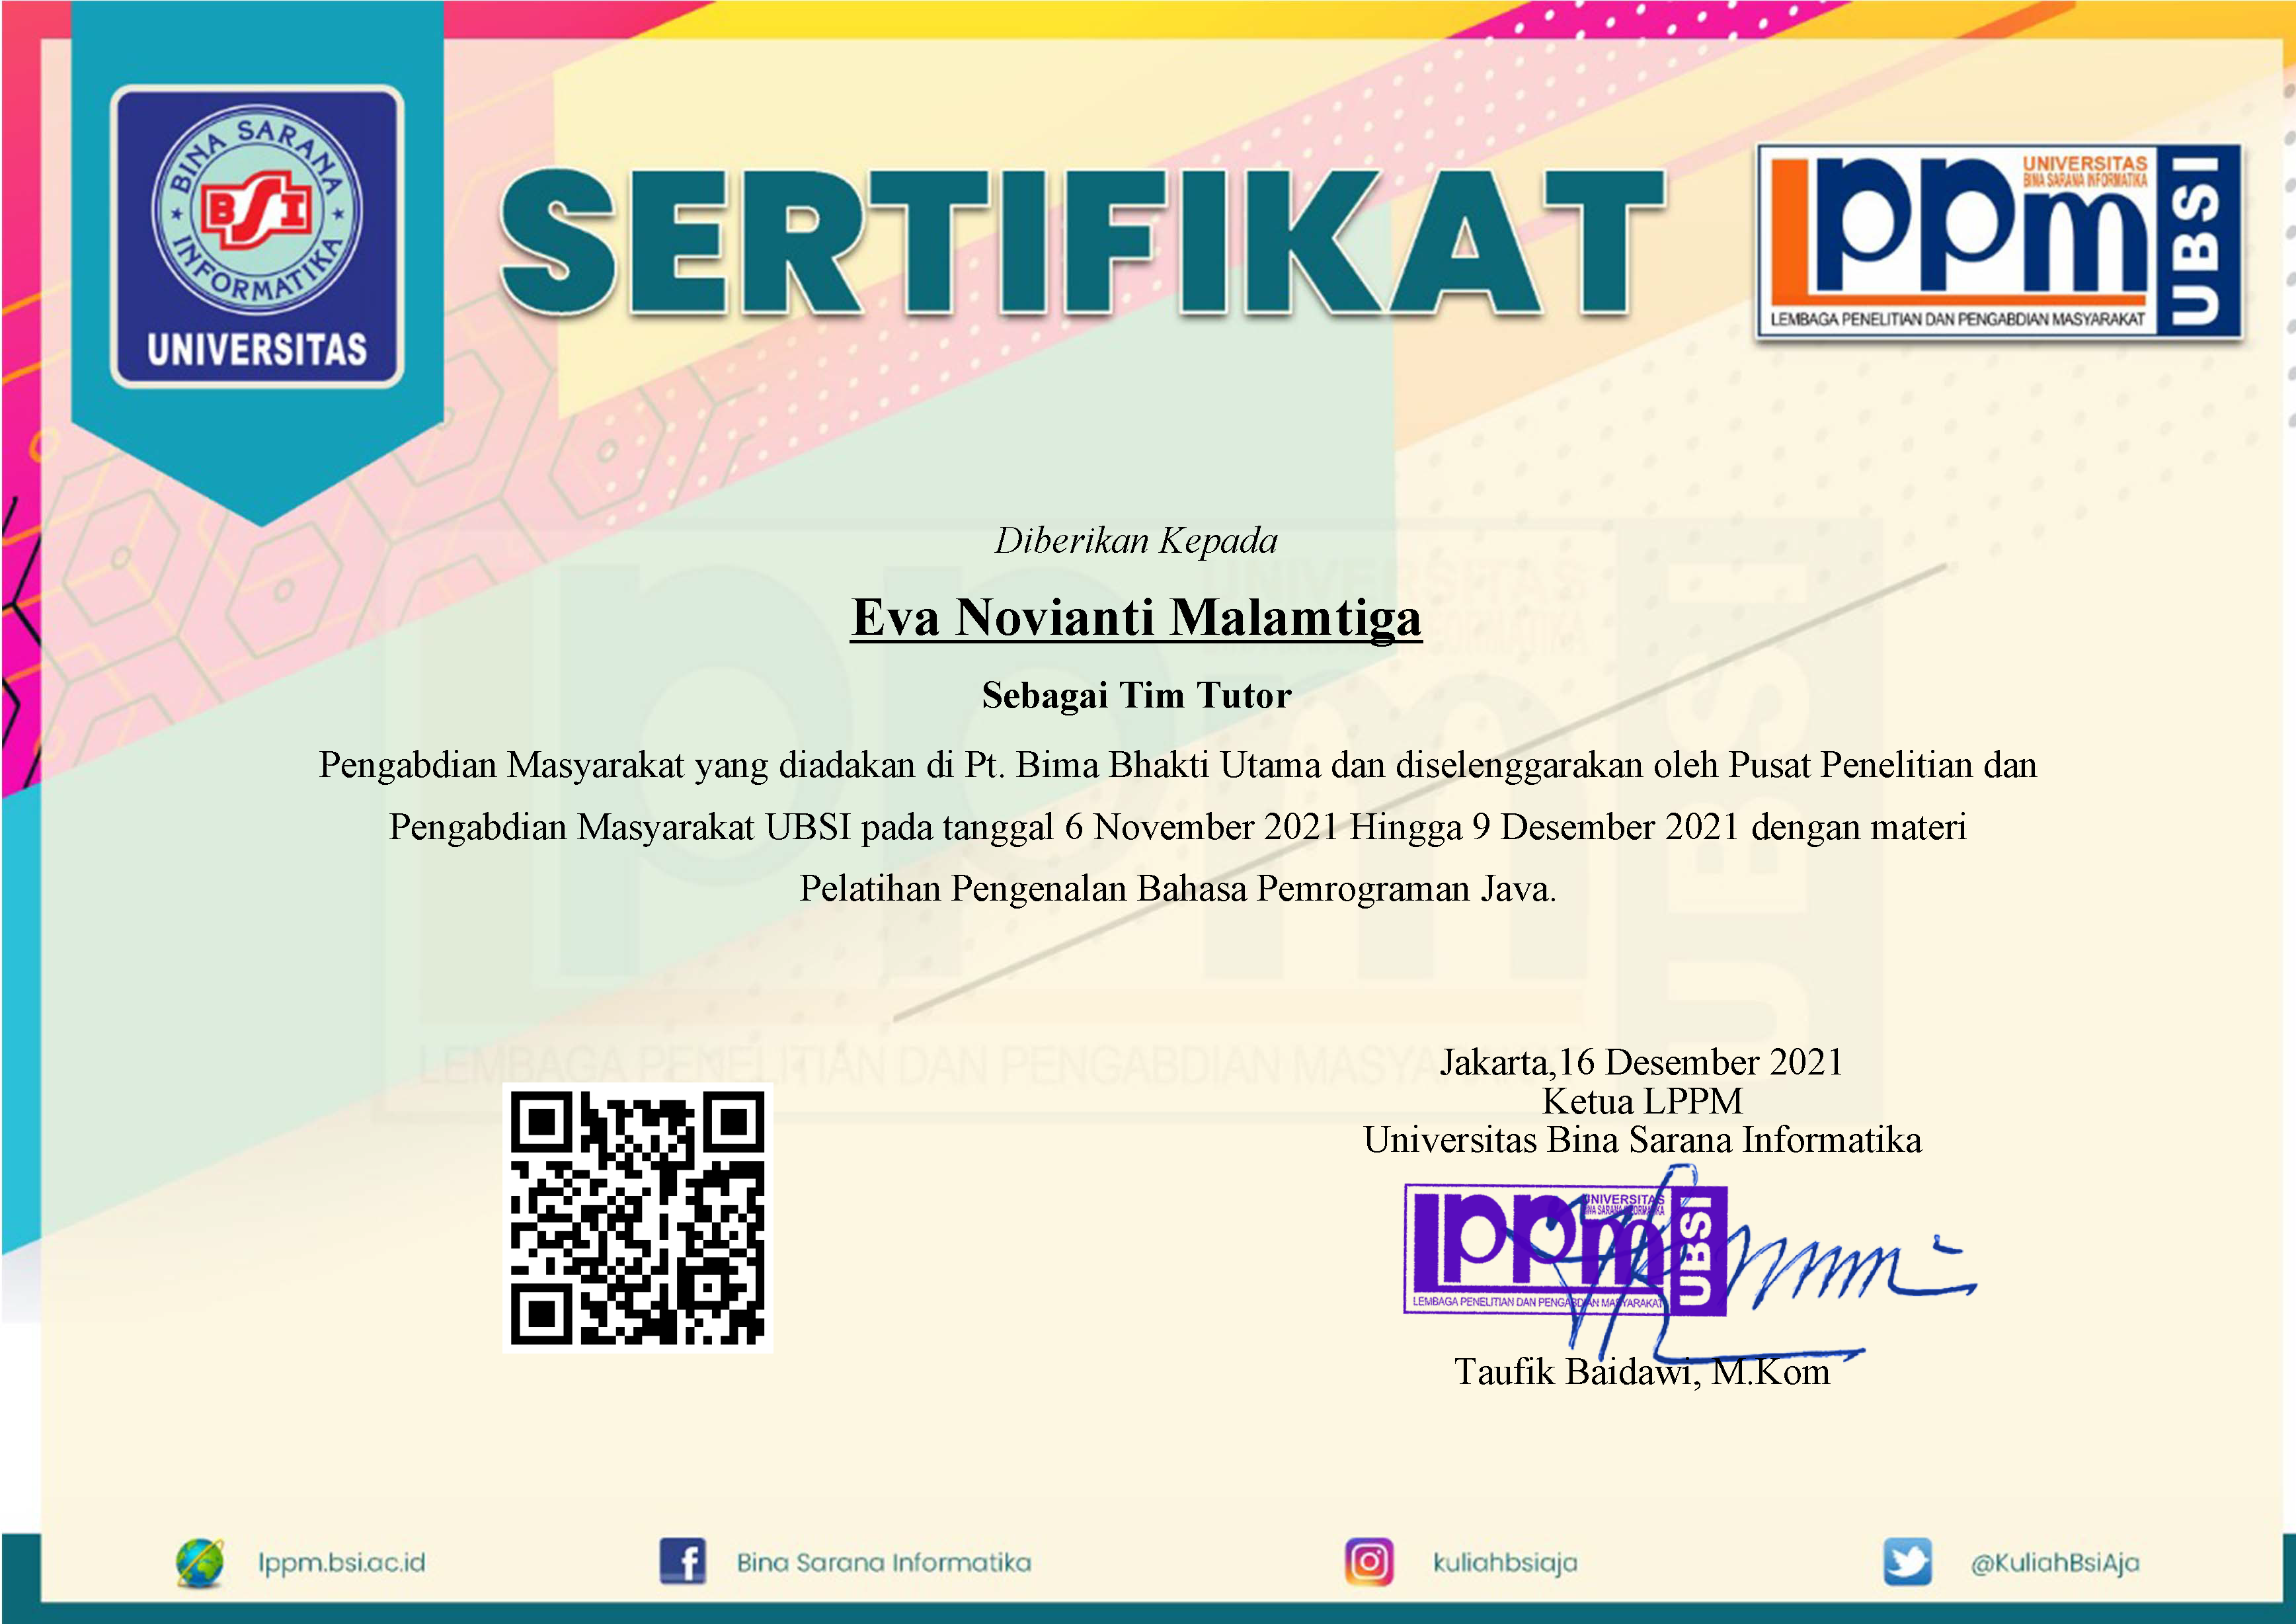 BINA SARANA
BSI
INFORMATIKA
UNIVERSITAS
SERTIFIKAT
lppm
UNIVERSITAS
BINA SARANA INFORMATIKA
UBSI
LEMBAGA PENELITIAN DAN PENGABDIAN MASYARAKAT
Diberikan Kepada
Eva Novianti Malamtiga
Sebagai Tim Tutor
Pengabdian Masyarakat yang diadakan di Pt. Bima Bhakti Utama dan diselenggarakan oleh Pusat Penelitian dan
Pengabdian Masyarakat UBSI pada tanggal 6 November 2021 Hingga 9 Desember 2021 dengan materi
Pelatihan Pengenalan Bahasa Pemrograman Java.
Jakarta,16 Desember 2021
Ketua LPPM
Universitas Bina Sarana Informatika
lppm
UNIVERSITAS
BINA SARANA INFORMATIKA
UBSI
LEMBAGA PENELITIAN DAN PENGABDIAN MASYARAKAT
Taufik Baidawi, M.Kom
lppm.bsi.ac.id
Bina Sarana Informatika
kuliahbsiaja
@KuliahBsiAja